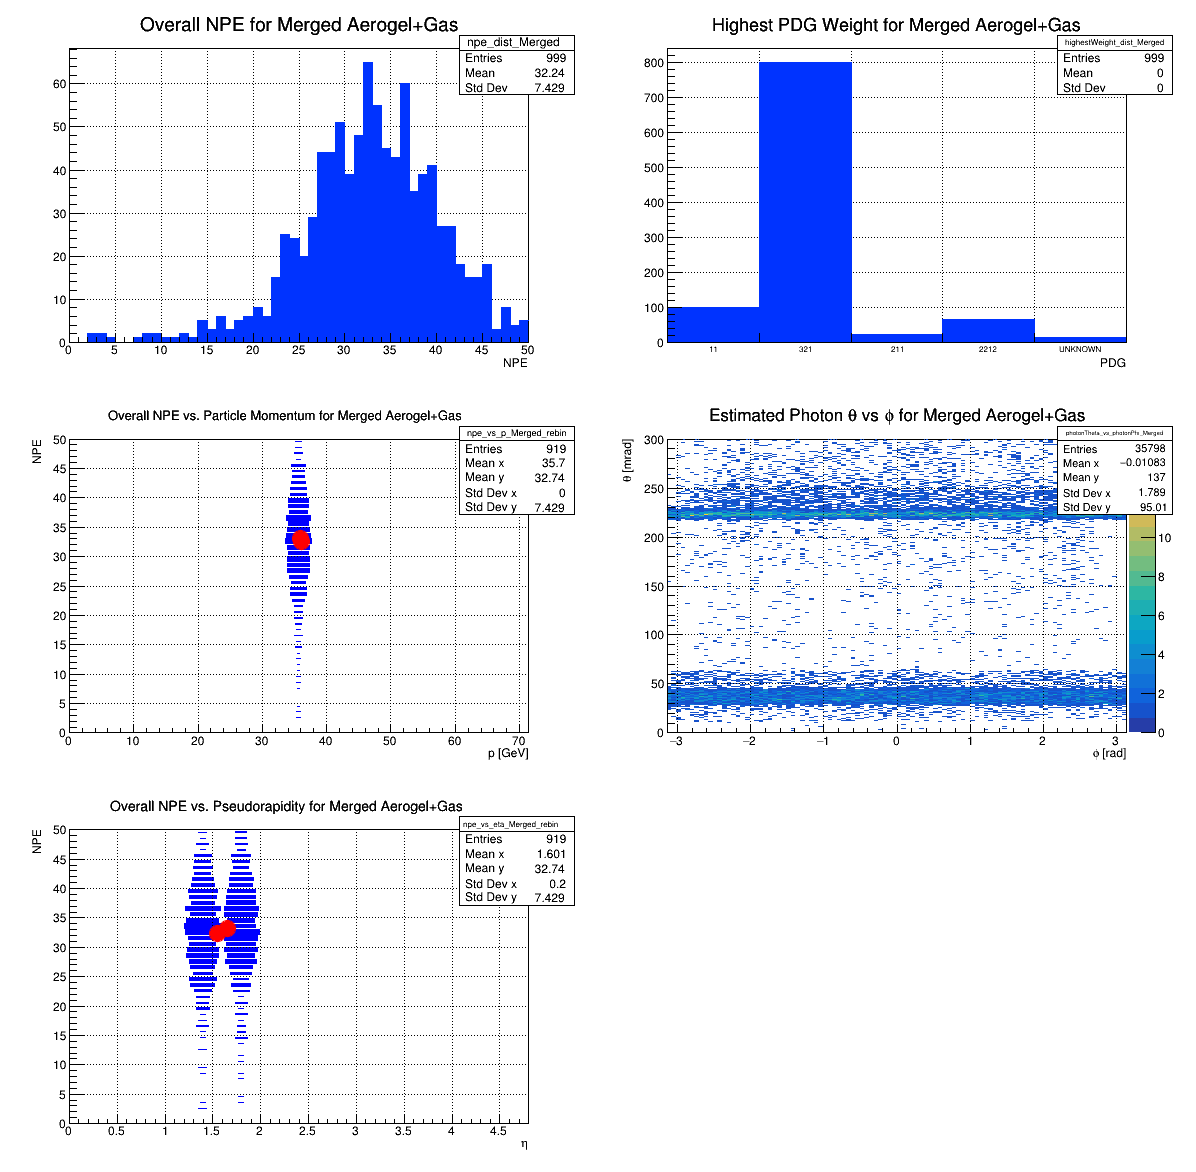 Overall NPE for Merged Aerogel+Gas
npe_dist_Merged
Entries 999
Mean 32.24
Std Dev 7.429
60
50
40
30
20
10
0
0 5 10 15 20 25 30 35 40 45 50
NPE
Highest PDG Weight for Merged Aerogel+Gas
highestWeight_dist_Merged
Entries 999
Mean 0
Std Dev 0
800
700
600
500
400
300
200
100
0
11 321 211 2212 UNKNOWN
PDG
Overall NPE vs. Particle Momentum for Merged Aerogel+Gas
npe_vs_p_Merged_rebin
Entries 919
Mean x 35.7
Mean y 32.74
Std Dev x 0
Std Dev y 7.429
NPE
50
45
40
35
30
25
20
15
10
5
0
0 10 20 30 40 50 60 70
p [GeV]
Estimated Photon θ vs ϕ for Merged Aerogel+Gas
photonTheta_vs_photonPhi_Merged
Entries 35798
Mean x −0.01083
Mean y 137
Std Dev x 1.789
Std Dev y 95.01
θ [mrad]
300
250
200
150
100
50
0
−3 −2 −1 0 1 2 3
ϕ [rad]
10
8
6
4
2
0
Overall NPE vs. Pseudorapidity for Merged Aerogel+Gas
npe_vs_eta_Merged_rebin
Entries 919
Mean x 1.601
Mean y 32.74
Std Dev x 0.2
Std Dev y 7.429
NPE
50
45
40
35
30
25
20
15
10
5
0
0 0.5 1 1.5 2 2.5 3 3.5 4 4.5
η